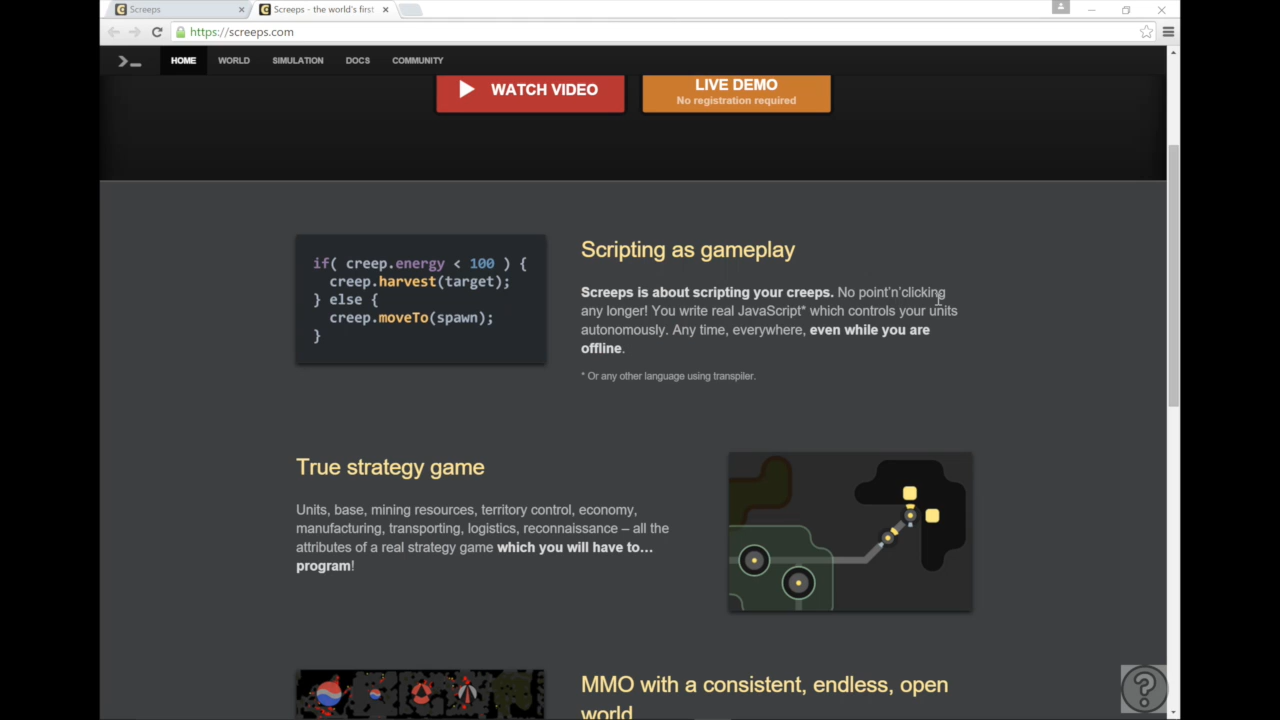 Screeps
Screeps - the world's first
https://screeps.com
HOME WORLD SIMULATION DOCS COMMUNITY
WATCH VIDEO
LIVE DEMO
No registration required
if( creep.energy < 100 ) {
creep.harvest(target);
} else {
creep.moveTo(spawn);
}
Scripting as gameplay
Screeps is about scripting your creeps. No point'n'clicking
any longer! You write real JavaScript* which controls your units
autonomously. Any time, everywhere, even while you are
offline.
* Or any other language using transpiler.
True strategy game
Units, base, mining resources, territory control, economy,
manufacturing, transporting, logistics, reconnaissance – all the
attributes of a real strategy game which you will have to…
program!
MMO with a consistent, endless, open
world
?